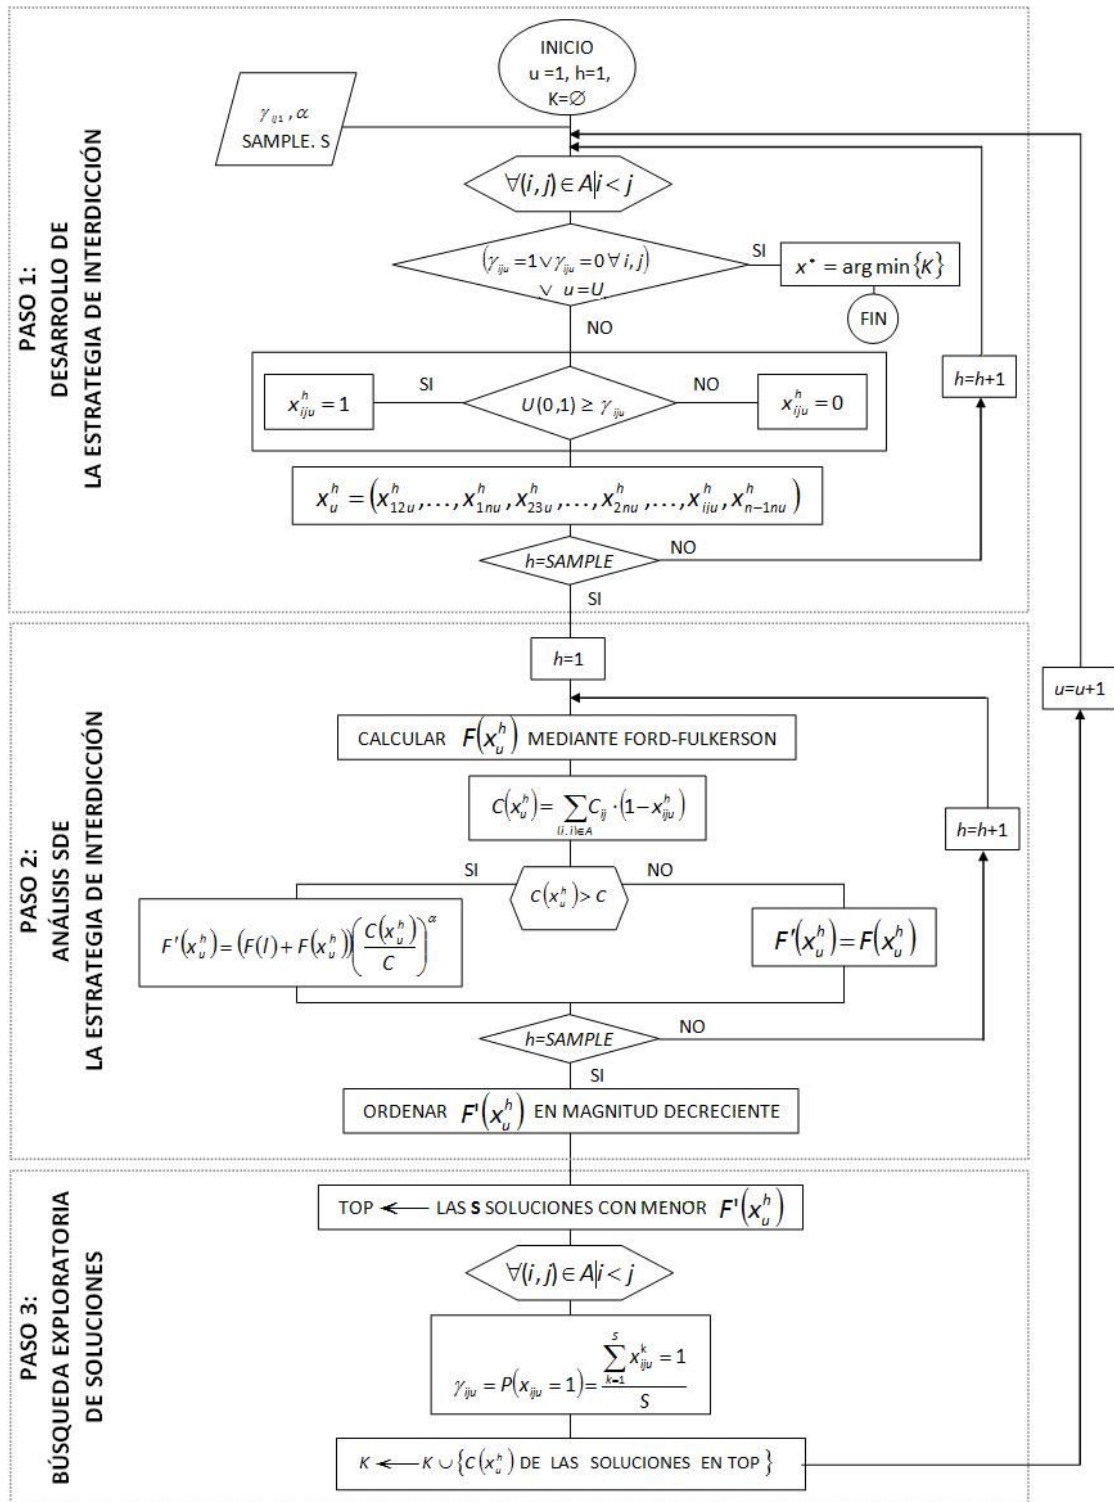 PASO 1:
DESARROLLO DE
LA ESTRATEGIA DE INTERDICCIÓN
INICIO
u =1, h=1,
K=∅
γ_{ij1}, α
SAMPLE. S
∀(i, j) ∈ A|i < j
(γ_{iju} = 1 ∨ γ_{iju} = 0 ∀ i, j)
∨ u = U
SI
x* = arg min {K}
FIN
NO
h=h+1
SI
NO
x^h_{iju} = 1
U(0,1) ≥ γ_{iju}
x^h_{iju} = 0
x^h_u = (x^h_{12u}, ..., x^h_{1nu}, x^h_{23u}, ..., x^h_{2nu}, ..., x^h_{iju}, x^h_{n-1nu})
h=SAMPLE
NO
SI
PASO 2:
ANÁLISIS SDE
LA ESTRATEGIA DE INTERDICCIÓN
h=1
u=u+1
CALCULAR F(x^h_u) MEDIANTE FORD-FULKERSON
C(x^h_u) = ∑_{(i,j)∈A} C_{ij} · (1 − x^h_{iju})
h=h+1
SI
NO
C(x^h_u) > C
F'(x^h_u) = (F(I) + F(x^h_u))(C(x^h_u)/C)^α
F'(x^h_u) = F(x^h_u)
h=SAMPLE
NO
SI
ORDENAR F'(x^h_u) EN MAGNITUD DECRECIENTE
PASO 3:
BÚSQUEDA EXPLORATORIA
DE SOLUCIONES
TOP ← LAS S SOLUCIONES CON MENOR F'(x^h_u)
∀(i, j) ∈ A|i < j
γ_{iju} = P(x_{iju} = 1) = (∑_{k=1}^{S} x^k_{iju} = 1)/S
K ← K ∪ {C(x^h_u) DE LAS SOLUCIONES EN TOP}